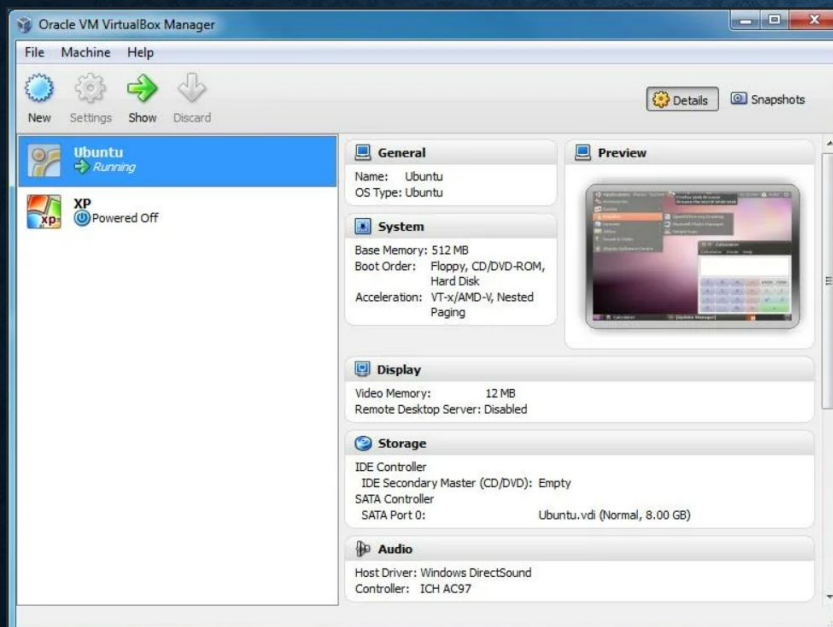 Oracle VM VirtualBox Manager
File Machine Help
New Settings Show Discard
Details Snapshots
Ubuntu
Running
XP
Powered Off
General
Name: Ubuntu
OS Type: Ubuntu
System
Base Memory: 512 MB
Boot Order: Floppy, CD/DVD-ROM,
Hard Disk
Acceleration: VT-x/AMD-V, Nested
Paging
Preview
Display
Video Memory: 12 MB
Remote Desktop Server: Disabled
Storage
IDE Controller
IDE Secondary Master (CD/DVD): Empty
SATA Controller
SATA Port 0: Ubuntu.vdi (Normal, 8.00 GB)
Audio
Host Driver: Windows DirectSound
Controller: ICH AC97